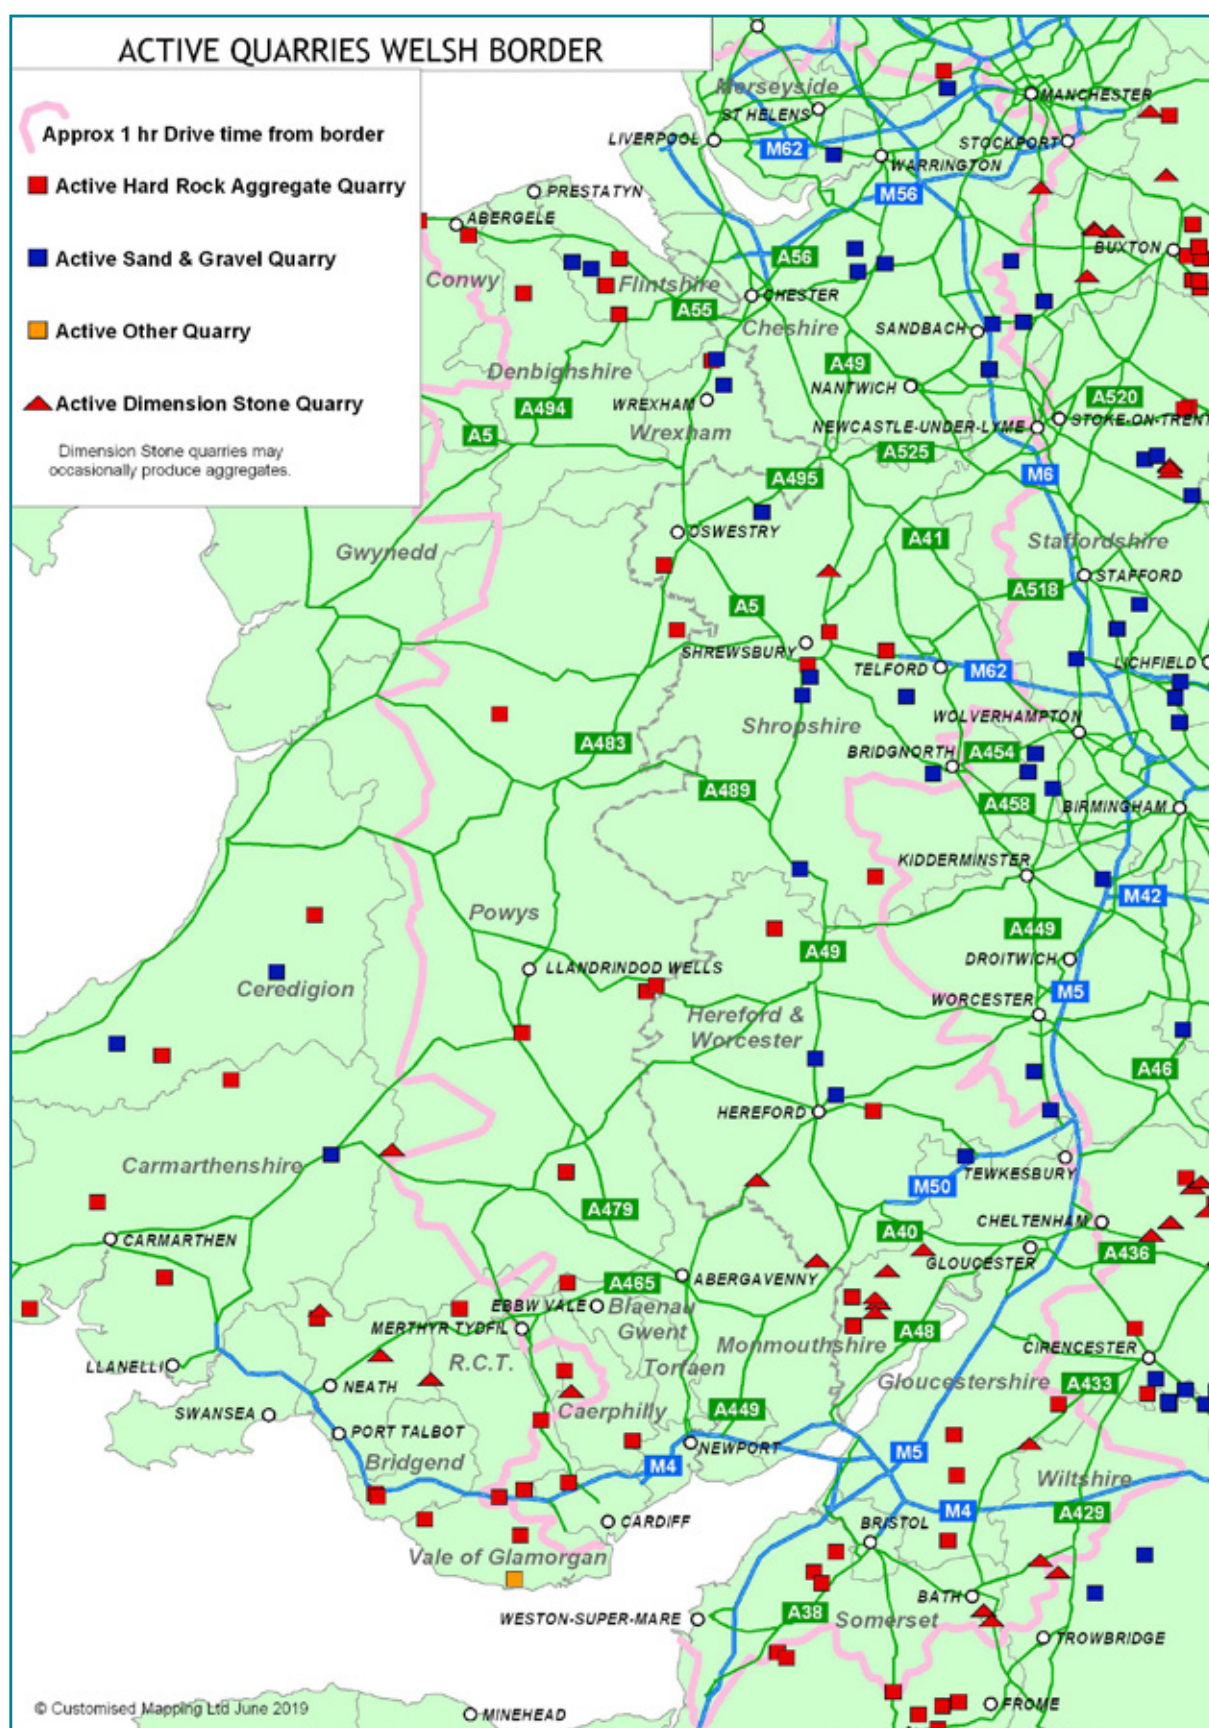 ACTIVE QUARRIES WELSH BORDER
Approx 1 hr Drive time from border
Active Hard Rock Aggregate Quarry
Active Sand & Gravel Quarry
Active Other Quarry
Active Dimension Stone Quarry
Dimension Stone quarries may
occasionally produce aggregates.
Merseyside
MANCHESTER
ST HELENS
LIVERPOOL
M62
STOCKPORT
WARRINGTON
M56
PRESTATYN
ABERGELE
BUXTON
A56
Conwy
Flintshire
CHESTER
A55
Cheshire
SANDBACH
A49
Denbighshire
NANTWICH
A520
WREXHAM
A494
A5
Wrexham
NEWCASTLE-UNDER-LYME
STOKE-ON-TRENT
A525
A495
M6
OSWESTRY
A41
Staffordshire
Gwynedd
STAFFORD
A518
A5
SHREWSBURY
TELFORD
M62
LICHFIELD
Shropshire
WOLVERHAMPTON
A483
BRIDGNORTH
A454
A489
A458
BIRMINGHAM
KIDDERMINSTER
M42
Powys
A449
A49
DROITWICH
LLANDRINDOD WELLS
Ceredigion
M5
WORCESTER
Hereford &
Worcester
A46
HEREFORD
Carmarthenshire
TEWKESBURY
M50
A479
CHELTENHAM
A40
CARMARTHEN
GLOUCESTER
A436
ABERGAVENNY
A465
EBBW VALE
Blaenau
Gwent
MERTHYR TYDFIL
A48
Monmouthshire
CIRENCESTER
R.C.T.
Torfaen
LLANELLI
Gloucestershire
A433
NEATH
SWANSEA
Caerphilly
A449
PORT TALBOT
NEWPORT
M5
Bridgend
M4
Wiltshire
M4
A429
CARDIFF
BRISTOL
Vale of Glamorgan
BATH
A38
WESTON-SUPER-MARE
Somerset
TROWBRIDGE
FROME
© Customised Mapping Ltd June 2019
MINEHEAD